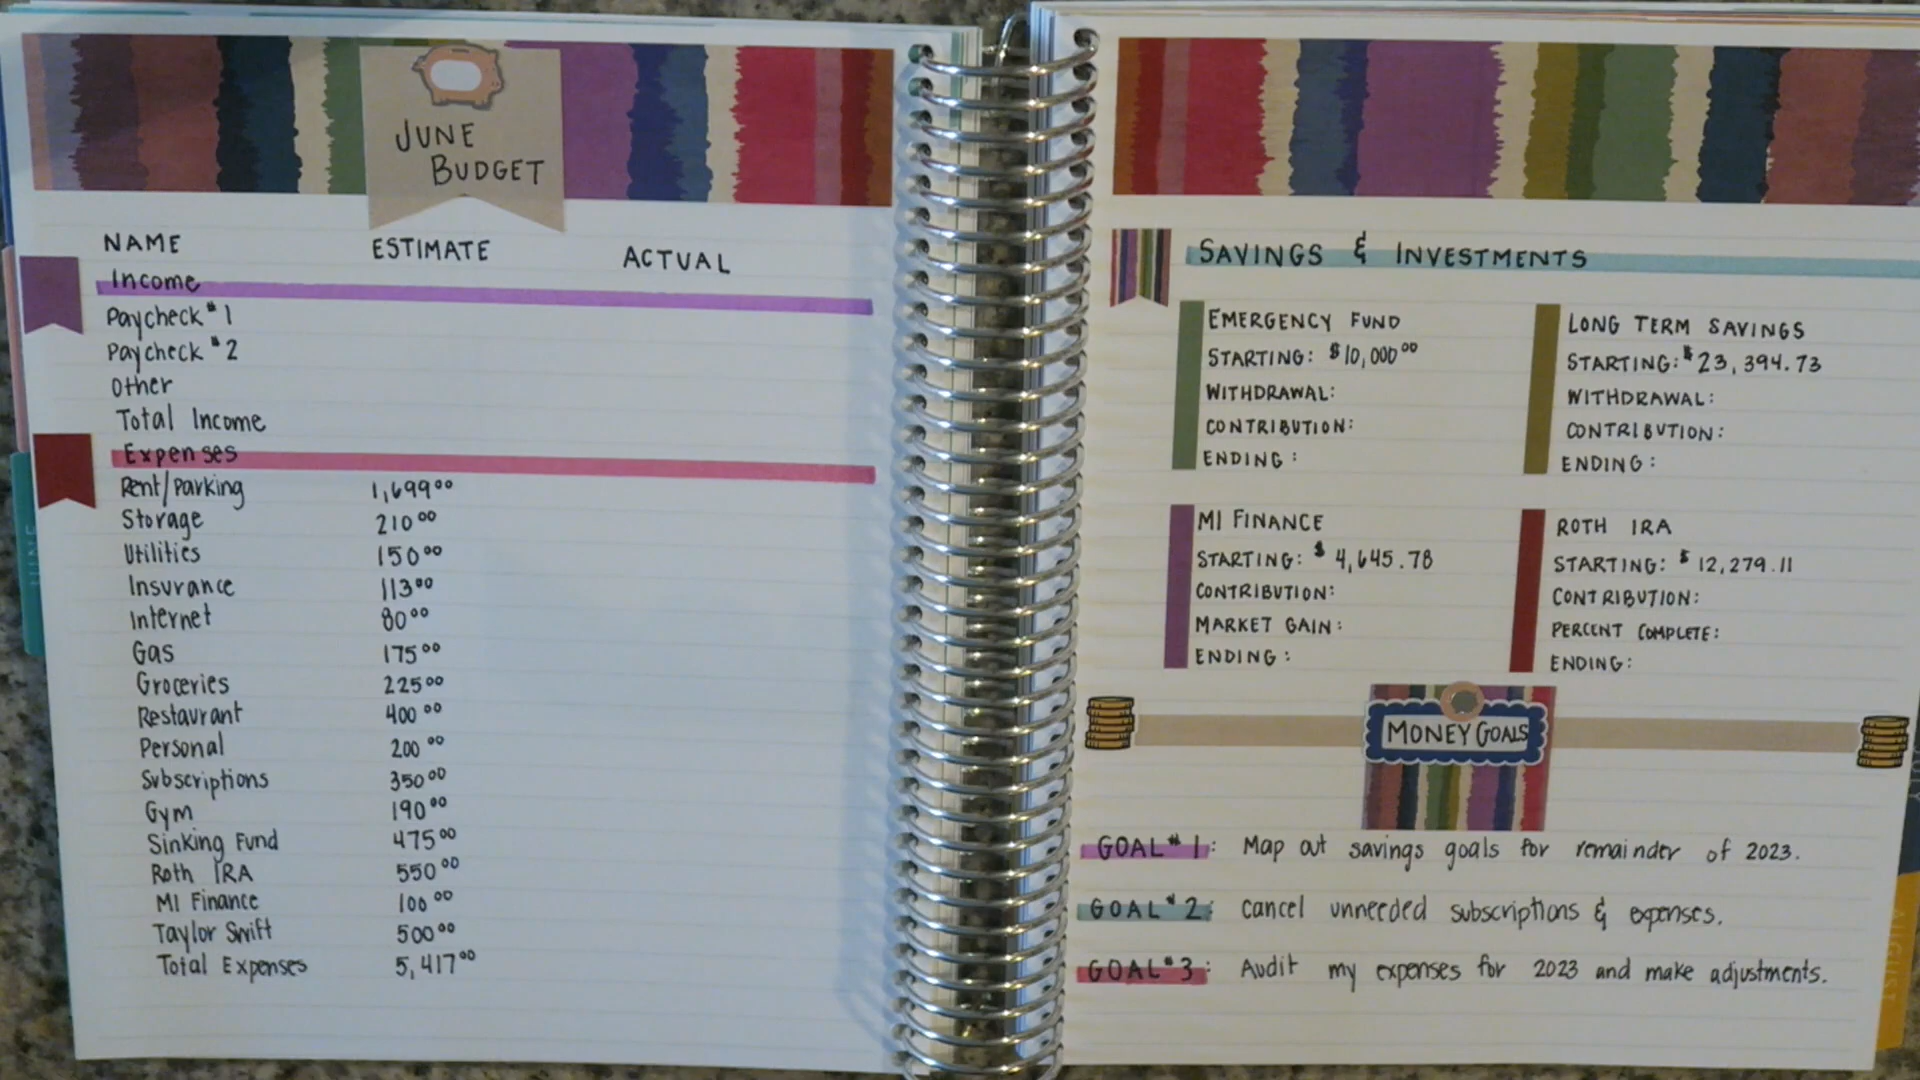 JUNE
BUDGET
NAME ESTIMATE ACTUAL
Income
Paycheck #1
Paycheck #2
Other
Total Income
Expenses
Rent/Parking 1,699 00
Storage 210 00
Utilities 150 00
Insurance 113 00
Internet 80 00
Gas 175 00
Groceries 225 00
Restaurant 400 00
Personal 200 00
Subscriptions 350 00
Gym 190 00
Sinking Fund 475 00
Roth IRA 550 00
MI Finance 100 00
Taylor Swift 500 00
Total Expenses 5,417 00
JUNE
SAVINGS & INVESTMENTS
EMERGENCY FUND
STARTING: $10,000 00
WITHDRAWAL:
CONTRIBUTION:
ENDING:
LONG TERM SAVINGS
STARTING: $23,394.73
WITHDRAWAL:
CONTRIBUTION:
ENDING:
MI FINANCE
STARTING: $4,645.78
CONTRIBUTION:
MARKET GAIN:
ENDING:
ROTH IRA
STARTING: $12,279.11
CONTRIBUTION:
PERCENT COMPLETE:
ENDING:
MONEY GOALS
GOAL #1: Map out savings goals for remainder of 2023.
GOAL #2: Cancel unneeded subscriptions & expenses.
GOAL #3: Audit my expenses for 2023 and make adjustments.
AUGUST